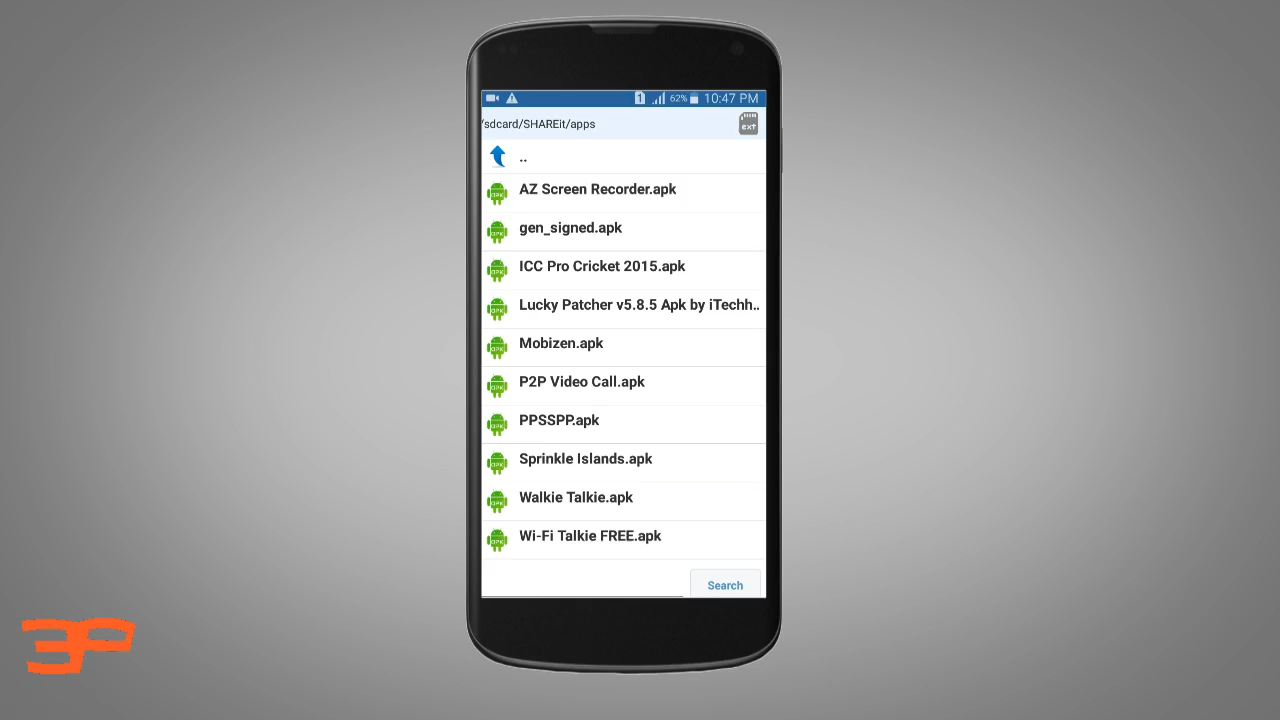 1 62% 10:47 PM
/sdcard/SHAREit/apps
ext
..
AZ Screen Recorder.apk
gen_signed.apk
ICC Pro Cricket 2015.apk
Lucky Patcher v5.8.5 Apk by iTechh..
Mobizen.apk
P2P Video Call.apk
PPSSPP.apk
Sprinkle Islands.apk
Walkie Talkie.apk
Wi-Fi Talkie FREE.apk
Search